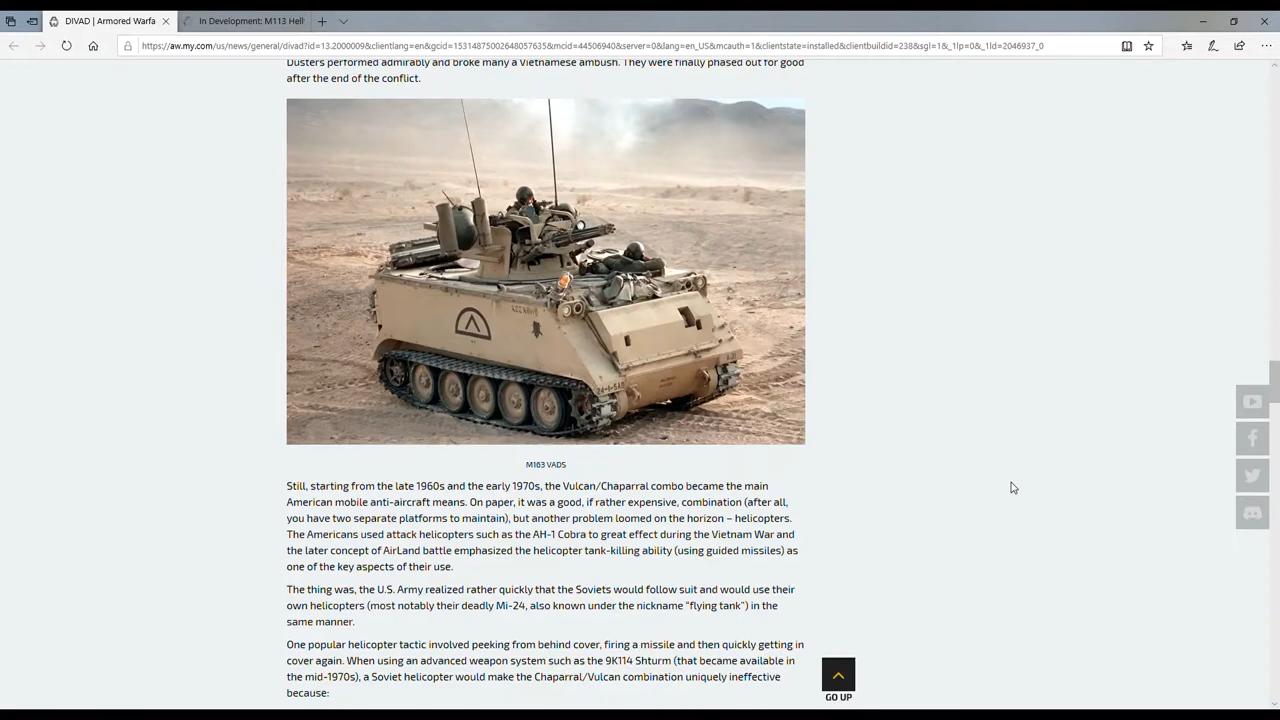 DIVAD | Armored Warfa
In Development: M113 Hell
https://aw.my.com/us/news/general/divad?id=13.2000009&clientlang=en&gcid=15314875002648057635&mcid=44506940&server=0&lang=en_US&mcauth=1&clientstate=installed&clientbuildid=238&sgl=1&_1lp=0&_1ld=2046937_0
Dusters performed admirably and broke many a Vietnamese ambush. They were finally phased out for good
after the end of the conflict.
M163 VADS
Still, starting from the late 1960s and the early 1970s, the Vulcan/Chaparral combo became the main
American mobile anti-aircraft means. On paper, it was a good, if rather expensive, combination (after all,
you have two separate platforms to maintain), but another problem loomed on the horizon – helicopters.
The Americans used attack helicopters such as the AH-1 Cobra to great effect during the Vietnam War and
the later concept of AirLand battle emphasized the helicopter tank-killing ability (using guided missiles) as
one of the key aspects of their use.
The thing was, the U.S. Army realized rather quickly that the Soviets would follow suit and would use their
own helicopters (most notably their deadly Mi-24, also known under the nickname "flying tank") in the
same manner.
One popular helicopter tactic involved peeking from behind cover, firing a missile and then quickly getting in
cover again. When using an advanced weapon system such as the 9K114 Shturm (that became available in
the mid-1970s), a Soviet helicopter would make the Chaparral/Vulcan combination uniquely ineffective
because:
GO UP